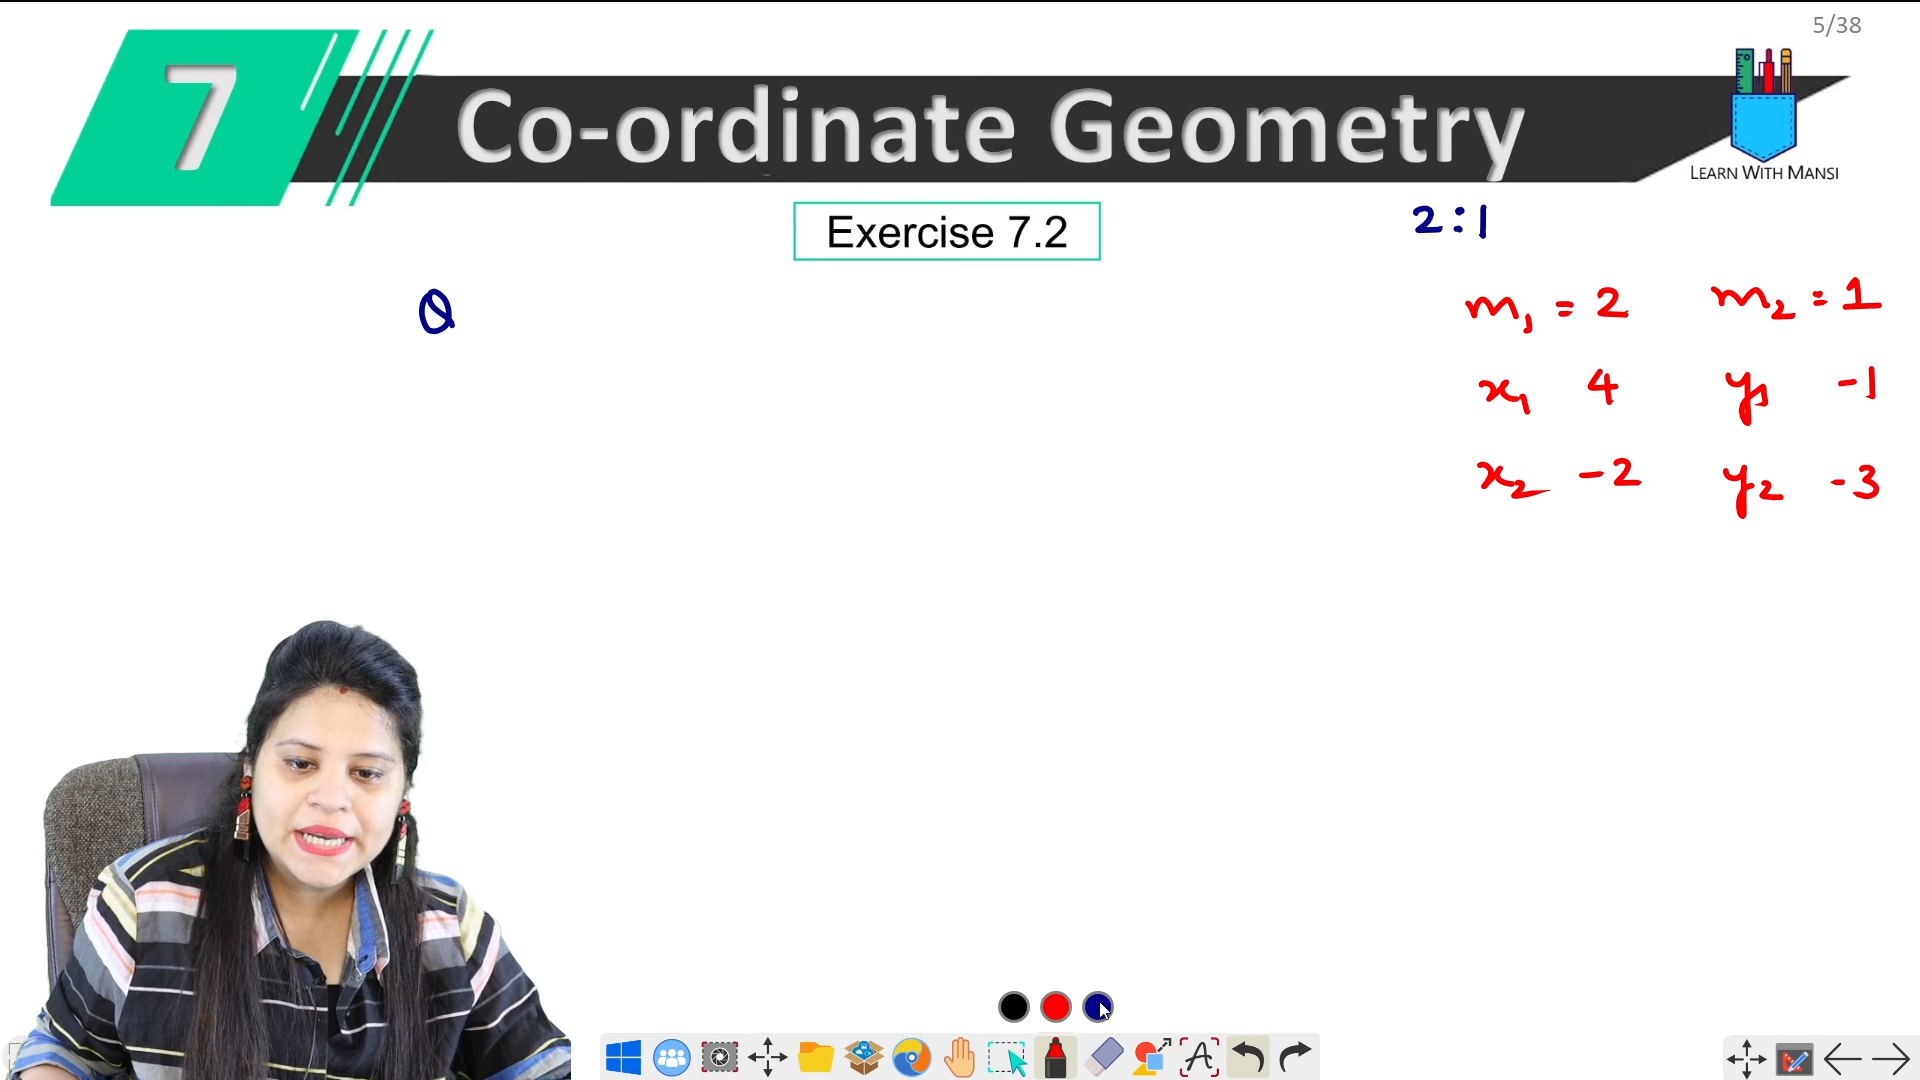 5/38
7
Co-ordinate Geometry
LEARN WITH MANSI
Exercise 7.2
2:1
Q
m₁ = 2 m₂ = 1
x₁ 4 y₁ -1
x₂ -2 y₂ -3